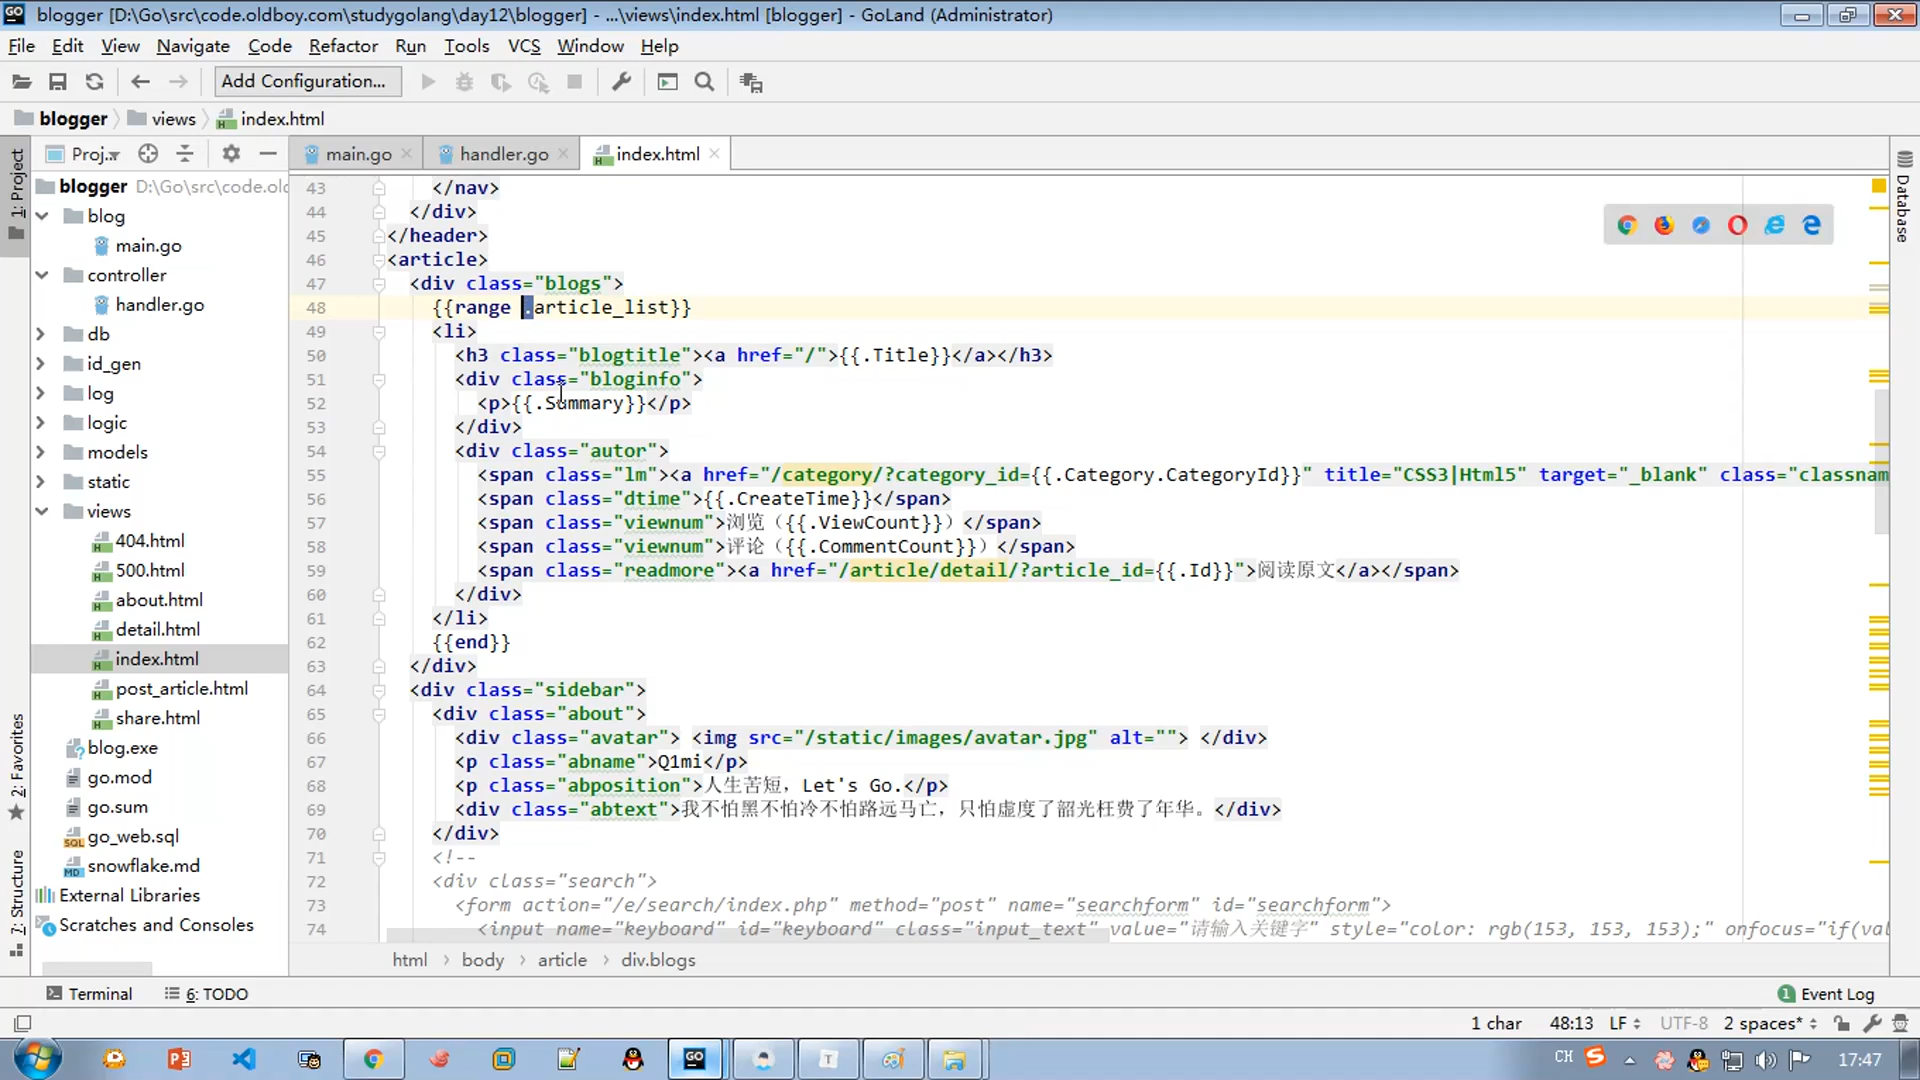 blogger [D:\Go\src\code.oldboy.com\studygolang\day12\blogger] - ...\views\index.html [blogger] - GoLand (Administrator)
File Edit View Navigate Code Refactor Run Tools VCS Window Help
Add Configuration...
blogger views index.html
Proj... main.go handler.go index.html
1: Project
2: Favorites
7: Structure
Database
blogger D:\Go\src\code.old
blog
main.go
controller
handler.go
db
id_gen
log
logic
models
static
views
404.html
500.html
about.html
detail.html
index.html
post_article.html
share.html
blog.exe
go.mod
go.sum
go_web.sql
snowflake.md
External Libraries
Scratches and Consoles
43 </nav>
44 </div>
45 </header>
46 <article>
47 <div class="blogs">
48 {{range .article_list}}
49 <li>
50 <h3 class="blogtitle"><a href="/">{{.Title}}</a></h3>
51 <div class="bloginfo">
52 <p>{{.Summary}}</p>
53 </div>
54 <div class="autor">
55 <span class="lm"><a href="/category/?category_id={{.Category.CategoryId}}" title="CSS3|Html5" target="_blank" class="classnam
56 <span class="dtime">{{.CreateTime}}</span>
57 <span class="viewnum">浏览（{{.ViewCount}}）</span>
58 <span class="viewnum">评论（{{.CommentCount}}）</span>
59 <span class="readmore"><a href="/article/detail/?article_id={{.Id}}">阅读原文</a></span>
60 </div>
61 </li>
62 {{end}}
63 </div>
64 <div class="sidebar">
65 <div class="about">
66 <div class="avatar"> <img src="/static/images/avatar.jpg" alt=""> </div>
67 <p class="abname">Q1mi</p>
68 <p class="abposition">人生苦短，Let's Go.</p>
69 <div class="abtext">我不怕黑不怕冷不怕路远马亡，只怕虚度了韶光枉费了年华。</div>
70 </div>
71 <!--
72 <div class="search">
73 <form action="/e/search/index.php" method="post" name="searchform" id="searchform">
74 <input name="keyboard" id="keyboard" class="input_text" value="请输入关键字" style="color: rgb(153, 153, 153);" onfocus="if(val
html body article div.blogs
Terminal 6: TODO 1 Event Log
1 char 48:13 LF UTF-8 2 spaces*
CH 17:47